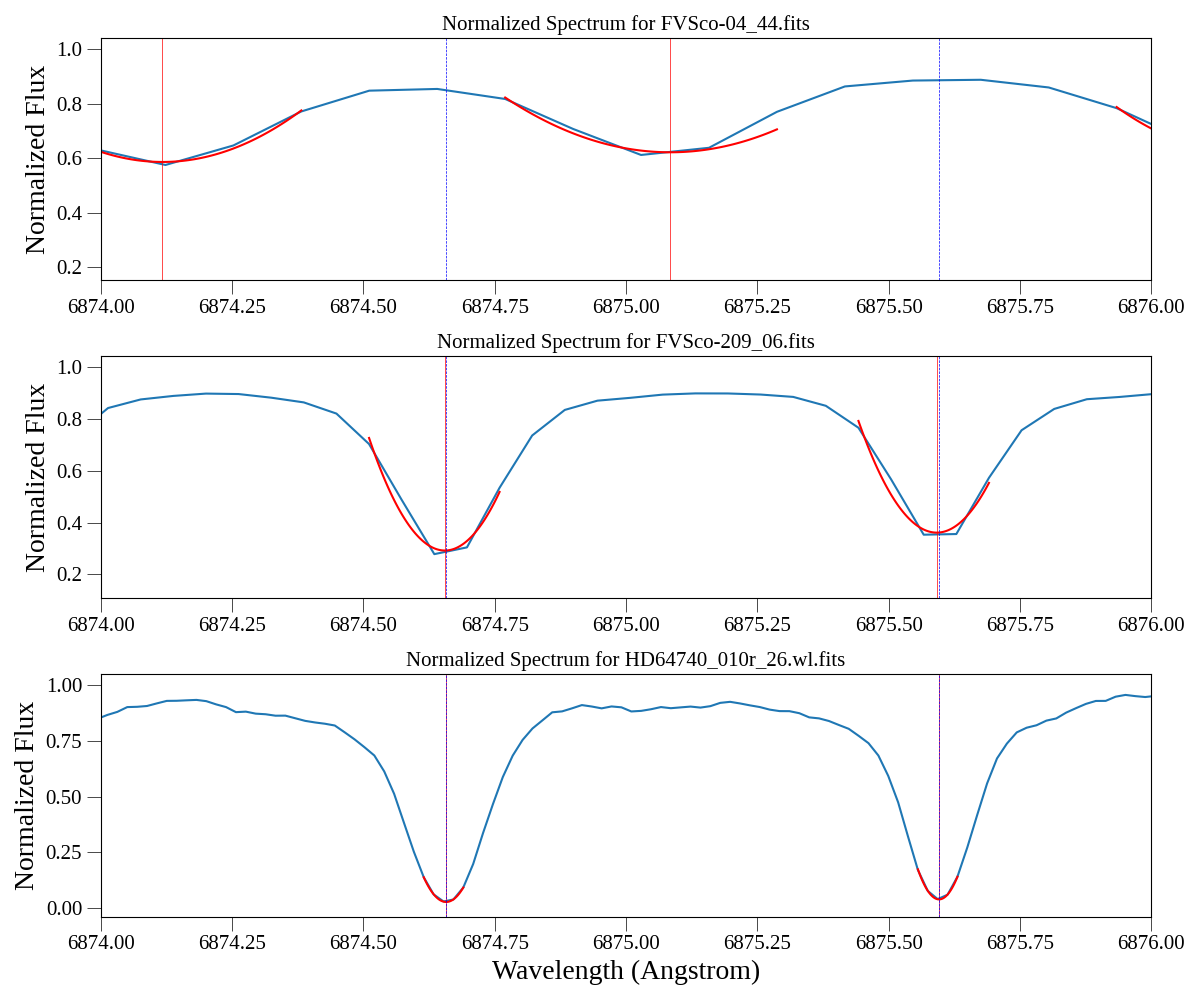 Normalized Spectrum for FVSco-04_44.fits
Normalized Flux
1.0
0.8
0.6
0.4
0.2
6874.00 6874.25 6874.50 6874.75 6875.00 6875.25 6875.50 6875.75 6876.00
Normalized Spectrum for FVSco-209_06.fits
Normalized Flux
1.0
0.8
0.6
0.4
0.2
6874.00 6874.25 6874.50 6874.75 6875.00 6875.25 6875.50 6875.75 6876.00
Normalized Spectrum for HD64740_010r_26.wl.fits
Normalized Flux
1.00
0.75
0.50
0.25
0.00
6874.00 6874.25 6874.50 6874.75 6875.00 6875.25 6875.50 6875.75 6876.00
Wavelength (Angstrom)